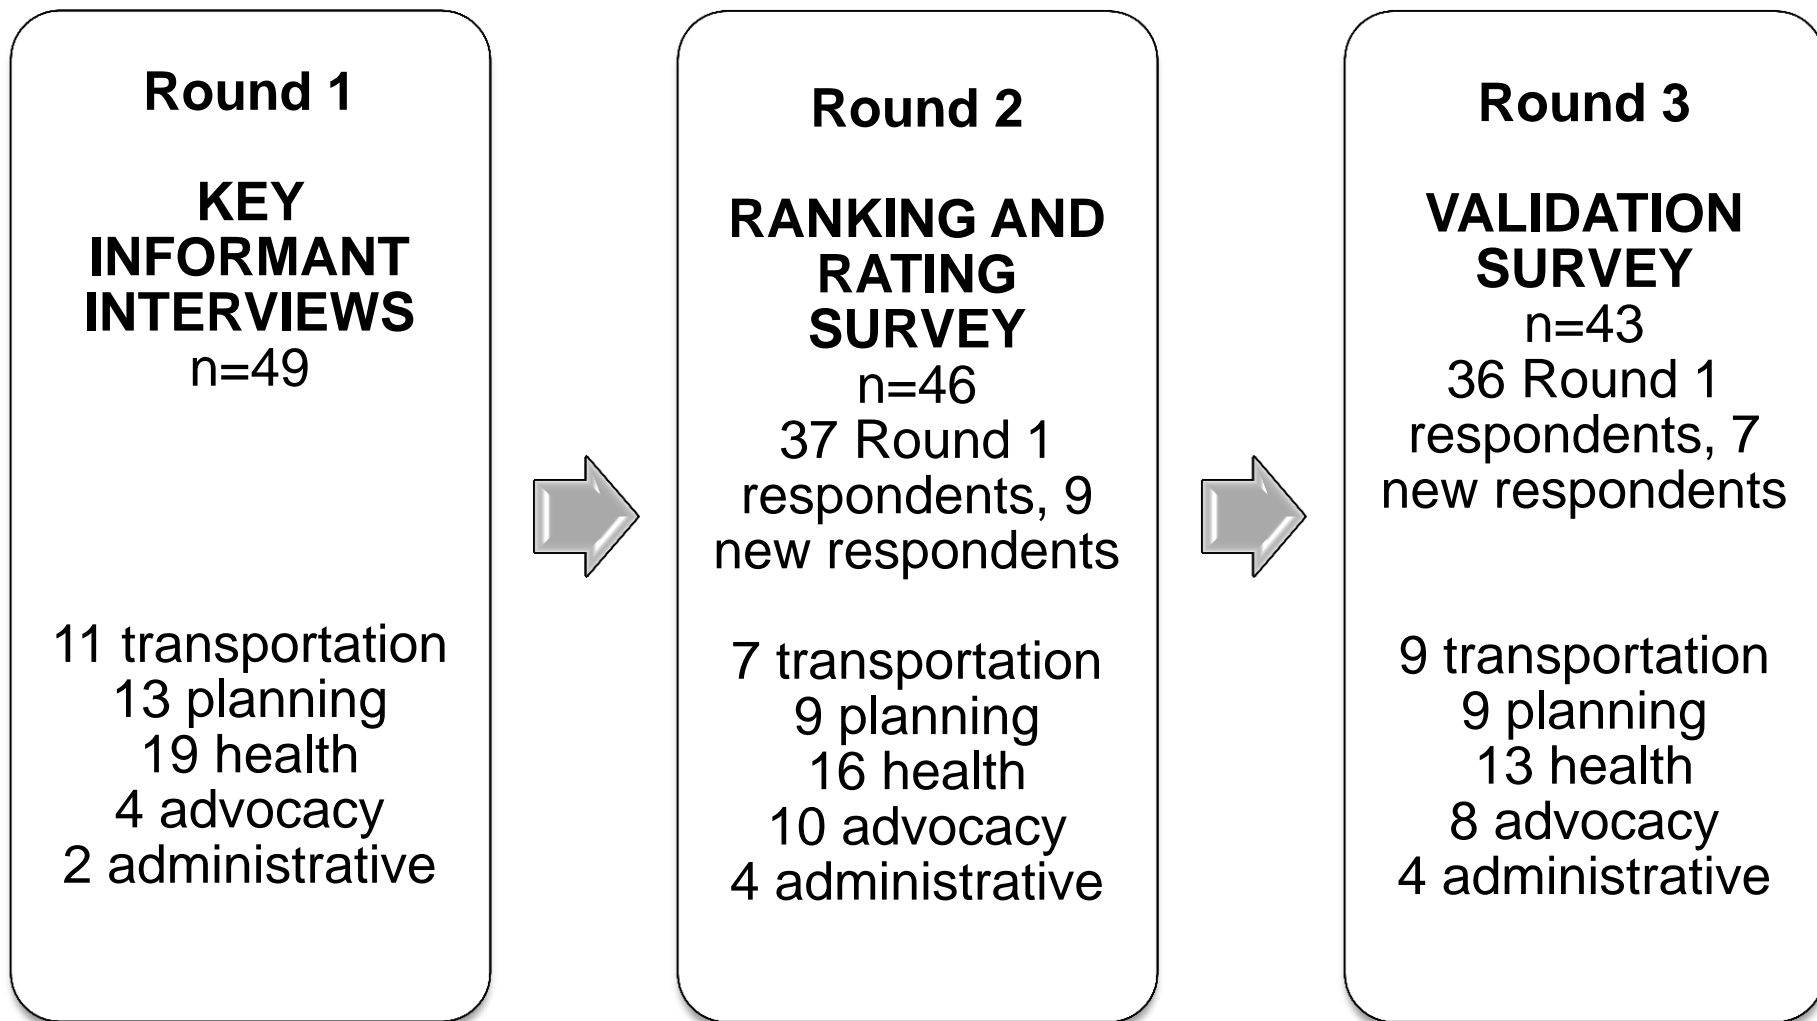 Round 1
KEY
INFORMANT
INTERVIEWS
n=49
11 transportation
13 planning
19 health
4 advocacy
2 administrative
Round 2
RANKING AND
RATING
SURVEY
n=46
37 Round 1
respondents, 9
new respondents
7 transportation
9 planning
16 health
10 advocacy
4 administrative
Round 3
VALIDATION
SURVEY
n=43
36 Round 1
respondents, 7
new respondents
9 transportation
9 planning
13 health
8 advocacy
4 administrative